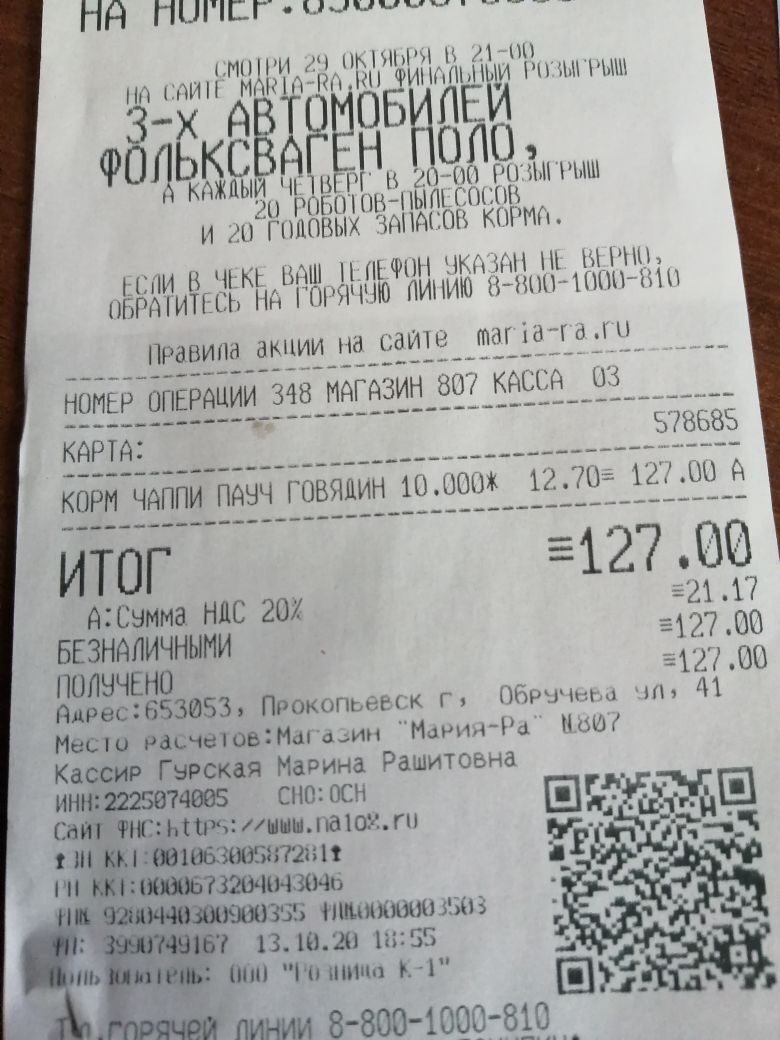 НА НОМЕР:
СМОТРИ 29 ОКТЯБРЯ В 21-00
НА САЙТЕ MARIA-RA.RU ФИНАЛЬНЫЙ РОЗЫГРЫШ
3-х АВТОМОБИЛЕЙ
ФОЛЬКСВАГЕН ПОЛО,
А КАЖДЫЙ ЧЕТВЕРГ В 20-00 РОЗЫГРЫШ
20 РОБОТОВ-ПЫЛЕСОСОВ
И 20 ГОДОВЫХ ЗАПАСОВ КОРМА.
ЕСЛИ В ЧЕКЕ ВАШ ТЕЛЕФОН УКАЗАН НЕ ВЕРНО,
ОБРАТИТЕСЬ НА ГОРЯЧУЮ ЛИНИЮ 8-800-1000-810
Правила акции на сайте maria-ra.ru
НОМЕР ОПЕРАЦИИ 348 МАГАЗИН 807 КАССА 03
578685
КАРТА:
КОРМ ЧАППИ ПАУЧ ГОВЯДИН 10.000* 12.70≡ 127.00 А
ИТОГ ≡127.00
А:Сумма НДС 20% ≡21.17
БЕЗНАЛИЧНЫМИ ≡127.00
ПОЛУЧЕНО ≡127.00
Адрес:653053, Прокопьевск г, Обручева ул, 41
Место расчетов:Магазин "Мария-Ра" №807
Кассир Гурская Марина Рашитовна
ИНН:2225074005 СНО:ОСН
Сайт ФНС:https://www.nalog.ru
ЗН ККТ:00106300587281
РН ККТ:0000673204043046
ФН№ 9280440300900355 ФД№0000003503
ФП: 3990749167 13.10.20 18:55
Пользователь: ООО "Розница К-1"
ГОРЯЧЕЙ ЛИНИИ 8-800-1000-810